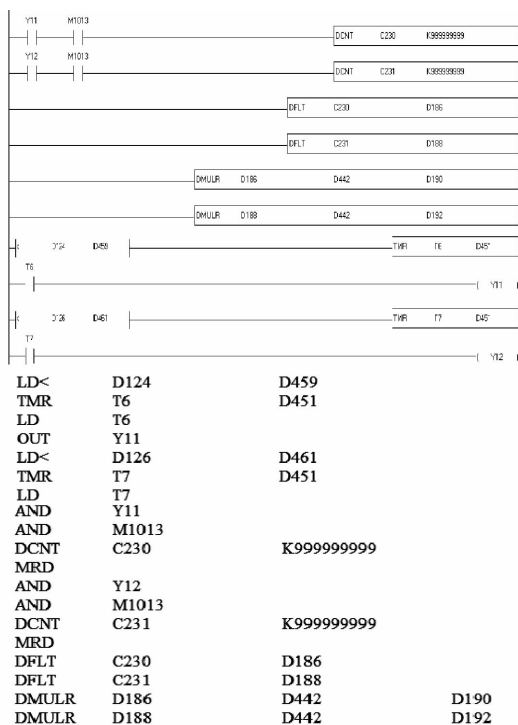 Y11 M1013
DCNT C230 K999999999
Y12 M1013
DCNT C231 K999999999
DFLT C230 D186
DFLT C231 D188
DMULR D186 D442 D190
DMULR D188 D442 D192
< D124 D459 TMR T6 D451
T6
Y11
< D126 D461 TMR T7 D451
T7
Y12
LD< D124 D459
TMR T6 D451
LD T6
OUT Y11
LD< D126 D461
TMR T7 D451
LD T7
AND Y11
AND M1013
DCNT C230 K999999999
MRD
AND Y12
AND M1013
DCNT C231 K999999999
MRD
DFLT C230 D186
DFLT C231 D188
DMULR D186 D442 D190
DMULR D188 D442 D192